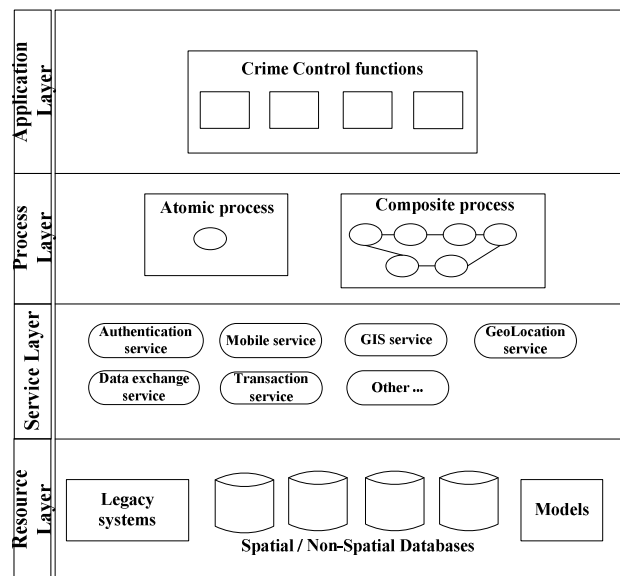 Application
Layer
Crime Control functions
Process
Layer
Atomic process
Composite process
Service Layer
Authentication
service
Mobile service
GIS service
GeoLocation
service
Data exchange
service
Transaction
service
Other ...
Resource
Layer
Legacy
systems
Models
Spatial / Non-Spatial Databases